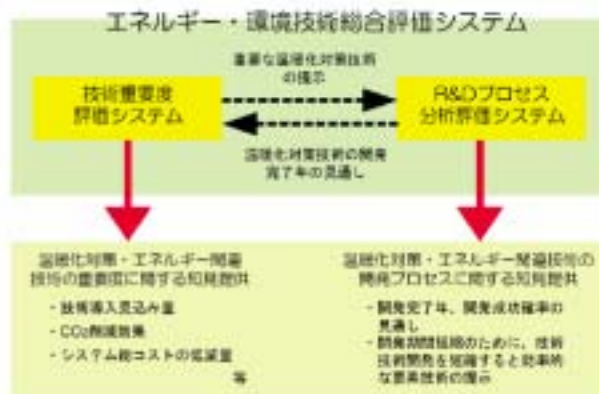 エネルギー・環境技術総合評価システム
重要な温暖化対策技術
の提示
技術重要度
評価システム
R&Dプロセス
分析評価システム
温暖化対策技術の開発
完了年の見通し
温暖化対策・エネルギー関連
技術の重要度に関する知見提供
・技術導入見込み量
・CO₂削減効果
・システム総コストの低減量
等
温暖化対策・エネルギー関連技術の
開発プロセスに関する知見提供
・開発完了年、開発成功確率の
見通し
・開発期間短縮のために、技術
技術開発を短縮すると効率的
な要素技術の提示